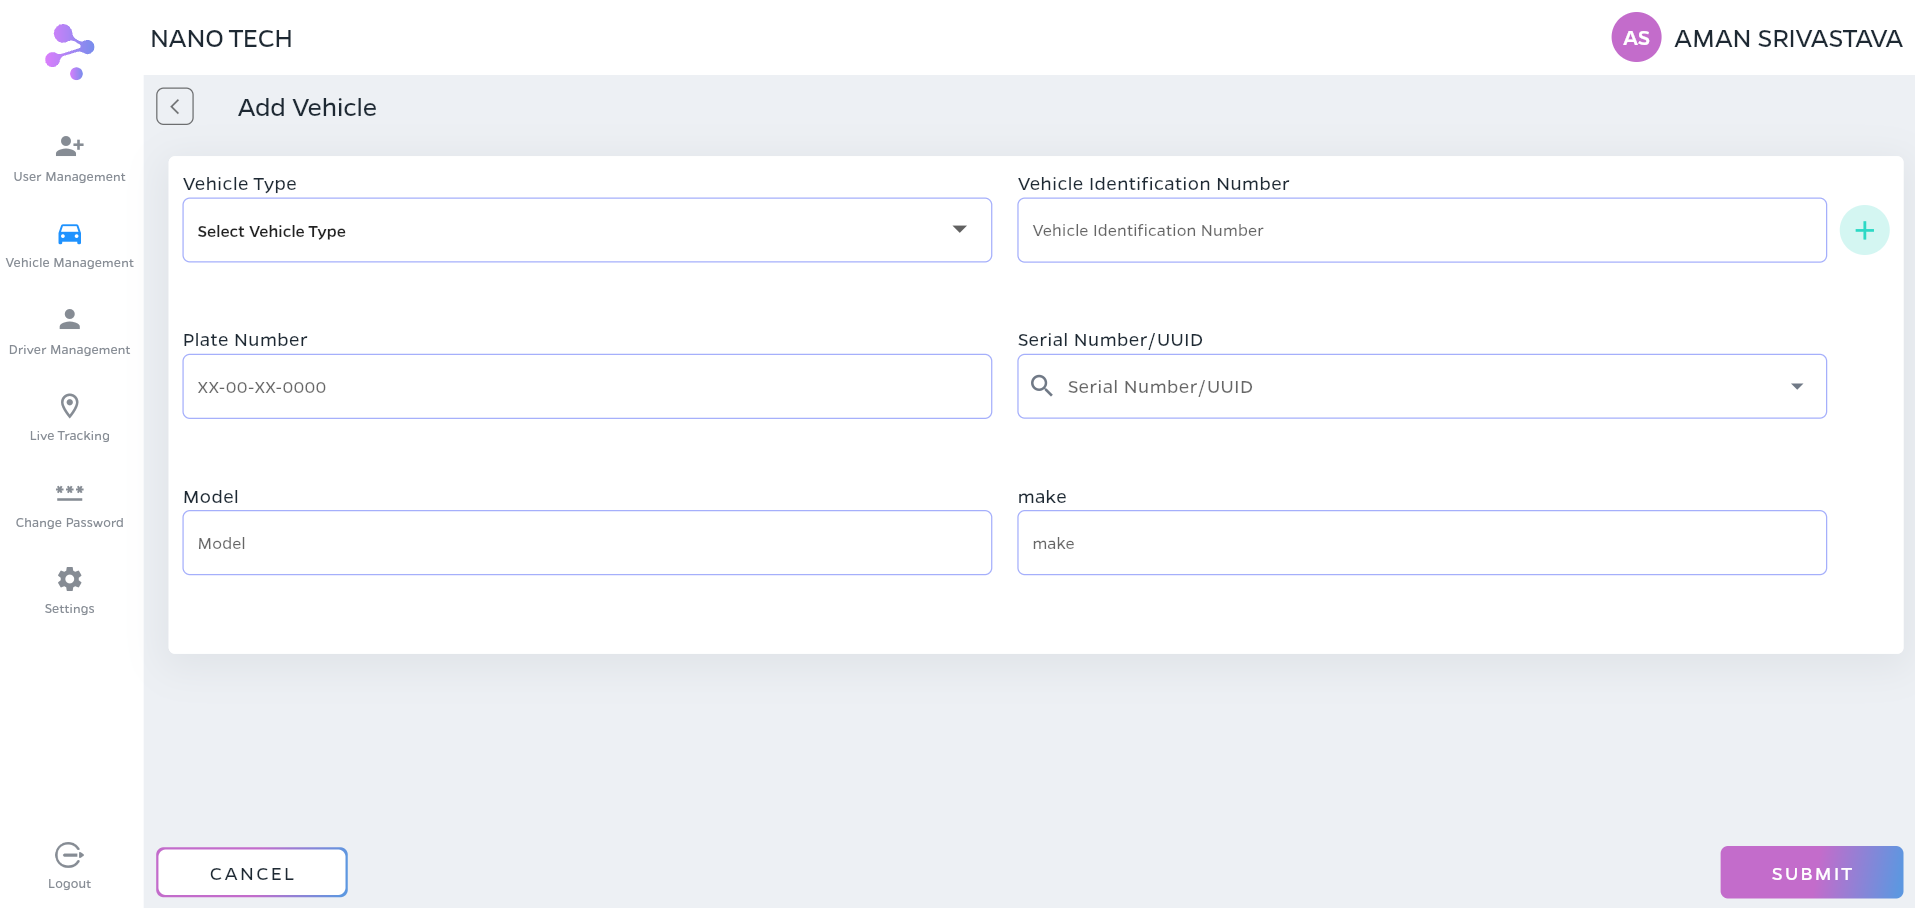 NANO TECH
AS
AMAN SRIVASTAVA
Add Vehicle
User Management
Vehicle Management
Driver Management
Live Tracking
***
Change Password
Settings
Logout
Vehicle Type
Select Vehicle Type
Vehicle Identification Number
Vehicle Identification Number
Plate Number
XX-00-XX-0000
Serial Number/UUID
Serial Number/UUID
Model
Model
make
make
CANCEL
SUBMIT